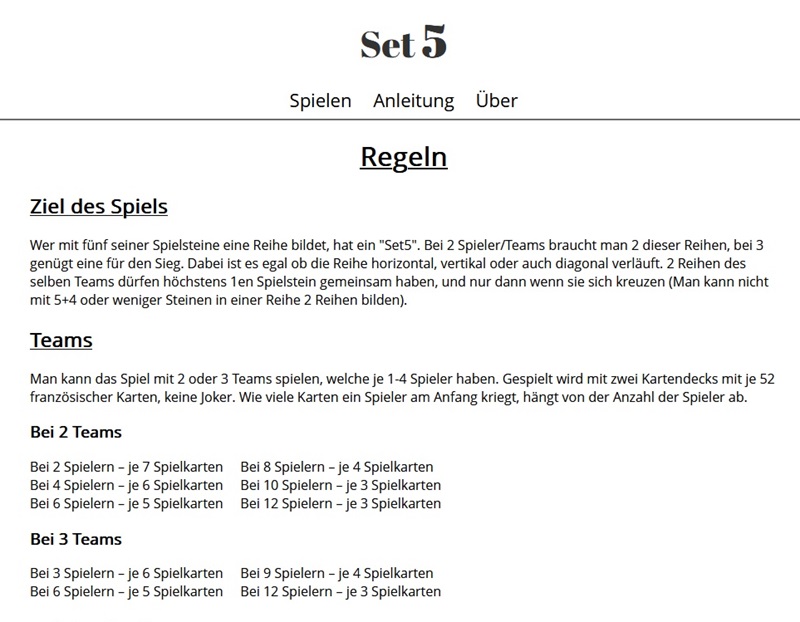 Set 5
Spielen Anleitung Über
Regeln
Ziel des Spiels
Wer mit fünf seiner Spielsteine eine Reihe bildet, hat ein "Set5". Bei 2 Spieler/Teams braucht man 2 dieser Reihen, bei 3
genügt eine für den Sieg. Dabei ist es egal ob die Reihe horizontal, vertikal oder auch diagonal verläuft. 2 Reihen des
selben Teams dürfen höchstens 1en Spielstein gemeinsam haben, und nur dann wenn sie sich kreuzen (Man kann nicht
mit 5+4 oder weniger Steinen in einer Reihe 2 Reihen bilden).
Teams
Man kann das Spiel mit 2 oder 3 Teams spielen, welche je 1-4 Spieler haben. Gespielt wird mit zwei Kartendecks mit je 52
französischer Karten, keine Joker. Wie viele Karten ein Spieler am Anfang kriegt, hängt von der Anzahl der Spieler ab.
Bei 2 Teams
Bei 2 Spielern – je 7 Spielkarten Bei 8 Spielern – je 4 Spielkarten
Bei 4 Spielern – je 6 Spielkarten Bei 10 Spielern – je 3 Spielkarten
Bei 6 Spielern – je 5 Spielkarten Bei 12 Spielern – je 3 Spielkarten
Bei 3 Teams
Bei 3 Spielern – je 6 Spielkarten Bei 9 Spielern – je 4 Spielkarten
Bei 6 Spielern – je 5 Spielkarten Bei 12 Spielern – je 3 Spielkarten